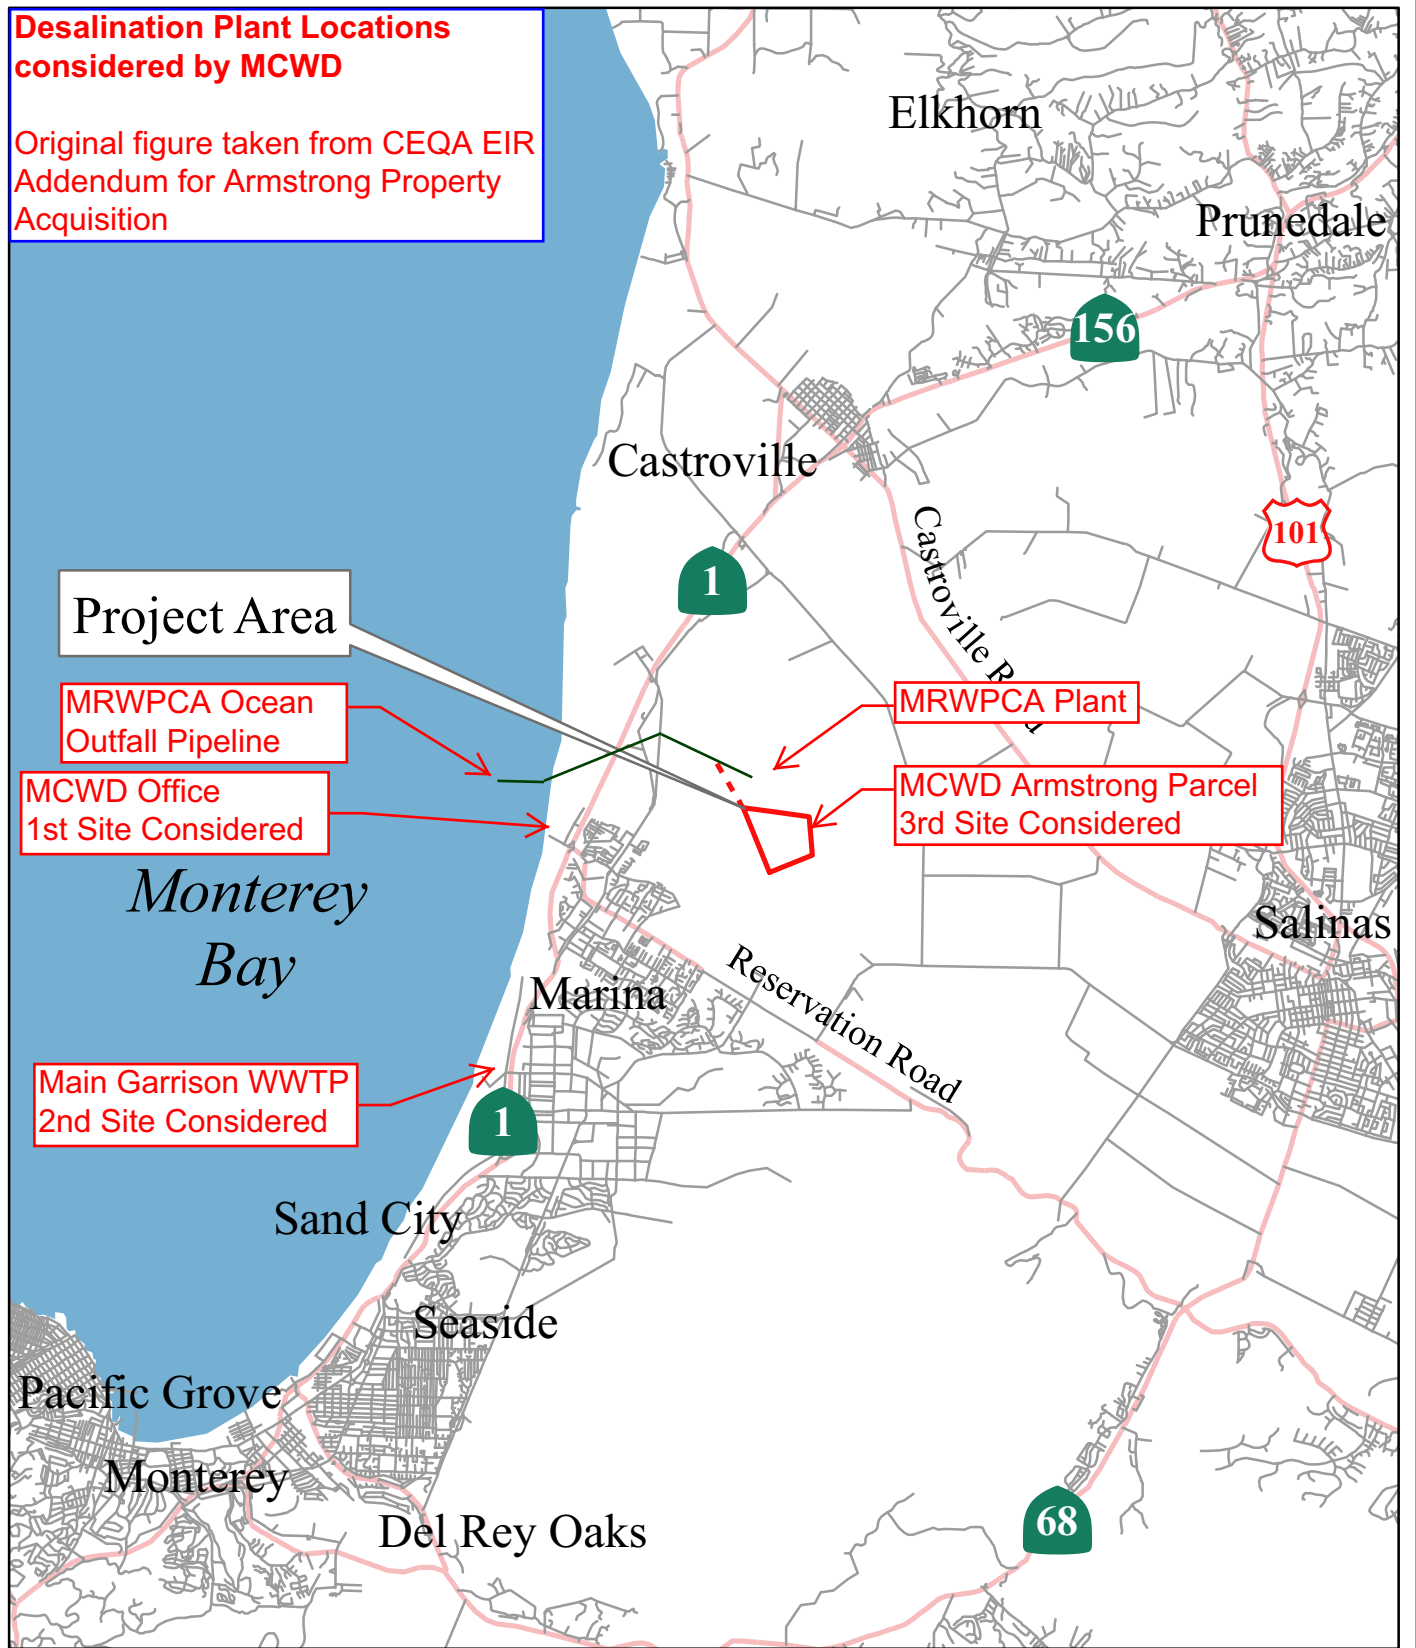 Desalination Plant Locations
considered by MCWD
Original figure taken from CEQA EIR
Addendum for Armstrong Property
Acquisition
Elkhorn
Prunedale
156
Castroville
101
Castroville R
d
1
Project Area
MRWPCA Ocean
Outfall Pipeline
MRWPCA Plant
MCWD Office
1st Site Considered
MCWD Armstrong Parcel
3rd Site Considered
Monterey
Bay
Salinas
Marina
Reservation Road
Main Garrison WWTP
2nd Site Considered
1
Sand City
Seaside
Pacific Grove
Monterey
Del Rey Oaks
68